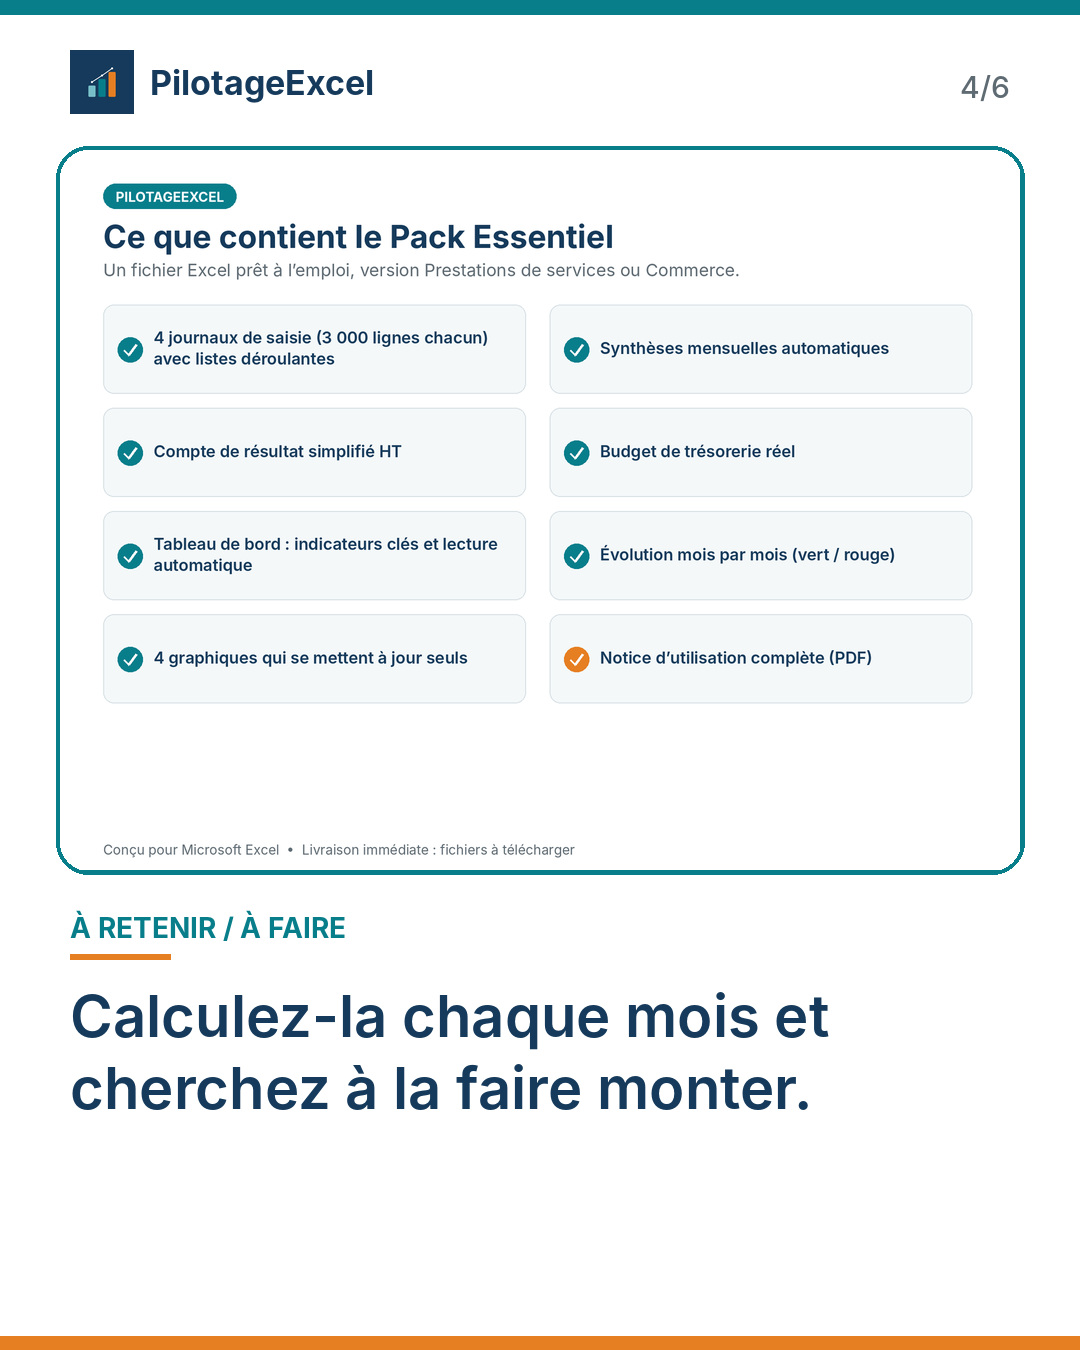 PilotageExcel
4/6
PILOTAGEEXCEL
Ce que contient le Pack Essentiel
Un fichier Excel prêt à l’emploi, version Prestations de services ou Commerce.
4 journaux de saisie (3 000 lignes chacun)
avec listes déroulantes
Synthèses mensuelles automatiques
Compte de résultat simplifié HT
Budget de trésorerie réel
Tableau de bord : indicateurs clés et lecture
automatique
Évolution mois par mois (vert / rouge)
4 graphiques qui se mettent à jour seuls
Notice d’utilisation complète (PDF)
Conçu pour Microsoft Excel • Livraison immédiate : fichiers à télécharger
À RETENIR / À FAIRE
Calculez-la chaque mois et
cherchez à la faire monter.